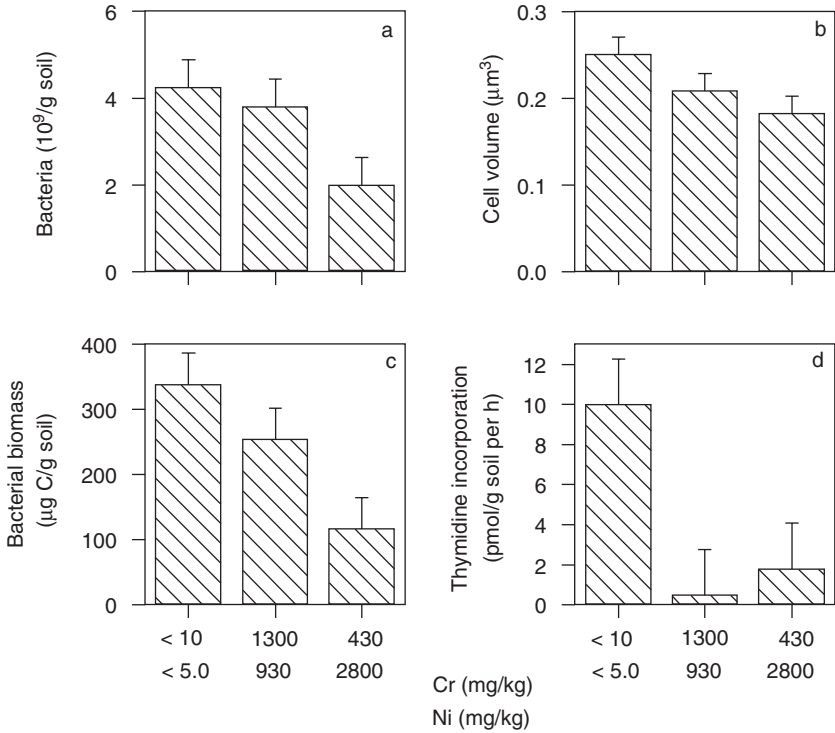 a
Bacteria (10⁹/g soil)
6
4
2
0
b
Cell volume (μm³)
0.3
0.2
0.1
0.0
c
Bacterial biomass
(μg C/g soil)
400
300
200
100
0
d
Thymidine incorporation
(pmol/g soil per h)
12
10
8
6
4
2
0
< 10 1300 430
< 5.0 930 2800
< 10 1300 430
< 5.0 930 2800
Cr (mg/kg)
Ni (mg/kg)